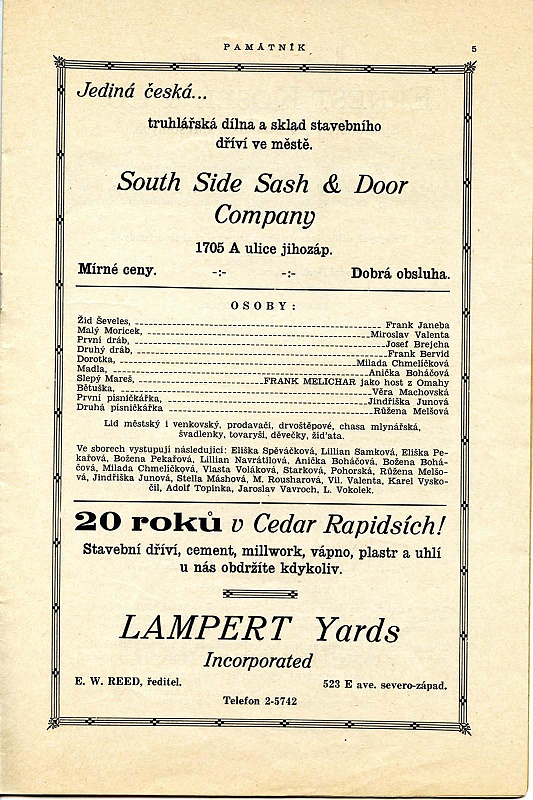 PAMÁTNÍK 5
Jediná česká...
truhlářská dílna a sklad stavebního
dříví ve městě.
South Side Sash & Door
Company
1705 A ulice jihozáp.
Mírné ceny. -:- -:- Dobrá obsluha.
OSOBY:
Žid Ševeles, Frank Janeba
Malý Moricek, Miroslav Valenta
První dráb, Josef Brejcha
Druhý dráb, Frank Bervid
Dorotka, Milada Chmelíčková
Madla, Anička Boháčová
Slepý Mareš, FRANK MELICHAR jako host z Omahy
Bětuška, Věra Machovská
První písničkářka, Jindřiška Junová
Druhá písničkářka Růžena Melšová
Lid městský i venkovský, prodavači, drvoštěpové, chasa mlynářská,
švadlenky, tovaryši, děvečky, žid'ata.
Ve sborech vystupují následující: Eliška Spěváčková, Lillian Samková, Eliška Pe-
kařová, Božena Pekařová, Lillian Navrátilová, Anička Boháčová, Božena Bohá-
čová, Milada Chmelíčková, Vlasta Voláková, Starková, Pohorská, Růžena Melšo-
vá, Jindřiška Junová, Stella Máshová, M. Rousharová, Vil. Valenta, Karel Vysko-
čil, Adolf Topinka, Jaroslav Vavroch, L. Vokolek.
20 roků v Cedar Rapidsích!
Stavební dříví, cement, millwork, vápno, plastr a uhlí
u nás obdržíte kdykoliv.
LAMPERT Yards
Incorporated
E. W. REED, ředitel. 523 E ave. severo-západ.
Telefon 2-5742